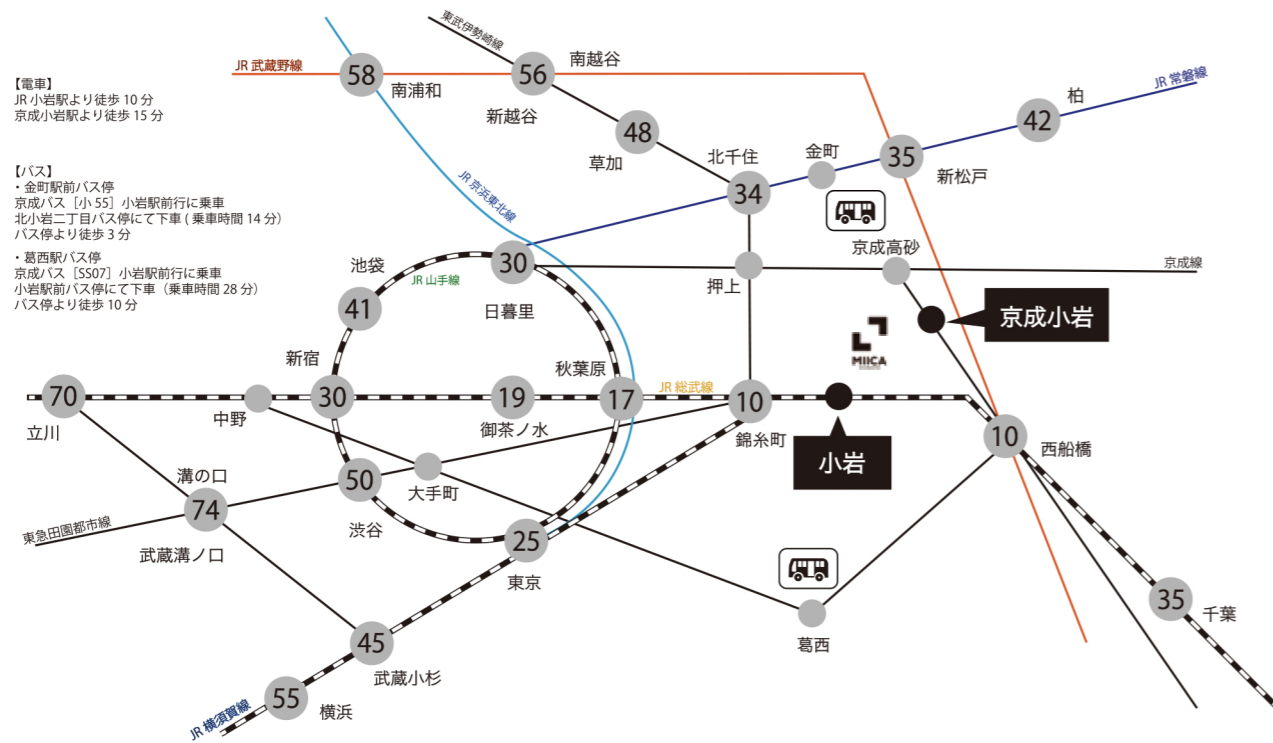 【電車】
JR 小岩駅より徒歩 10 分
京成小岩駅より徒歩 15 分
【バス】
・金町駅前バス停
京成バス［小 55］小岩駅前行に乗車
北小岩二丁目バス停にて下車 ( 乗車時間 14 分）
バス停より徒歩 3 分
・葛西駅バス停
京成バス［SS07］小岩駅前行に乗車
小岩駅前バス停にて下車（乗車時間 28 分）
バス停より徒歩 10 分
東武伊勢崎線
JR 武蔵野線
58
南浦和
56
南越谷
新越谷
48
草加
JR 常磐線
柏
42
北千住
34
金町
35
新松戸
JR 京浜東北線
池袋
41
JR 山手線
30
日暮里
押上
京成高砂
京成線
京成小岩
MIICA
新宿
30
秋葉原
17
JR 総武線
70
立川
中野
19
御茶ノ水
10
錦糸町
小岩
10
西船橋
溝の口
74
武蔵溝ノ口
東急田園都市線
50
渋谷
大手町
25
東京
葛西
35
千葉
45
武蔵小杉
55
横浜
JR 横須賀線